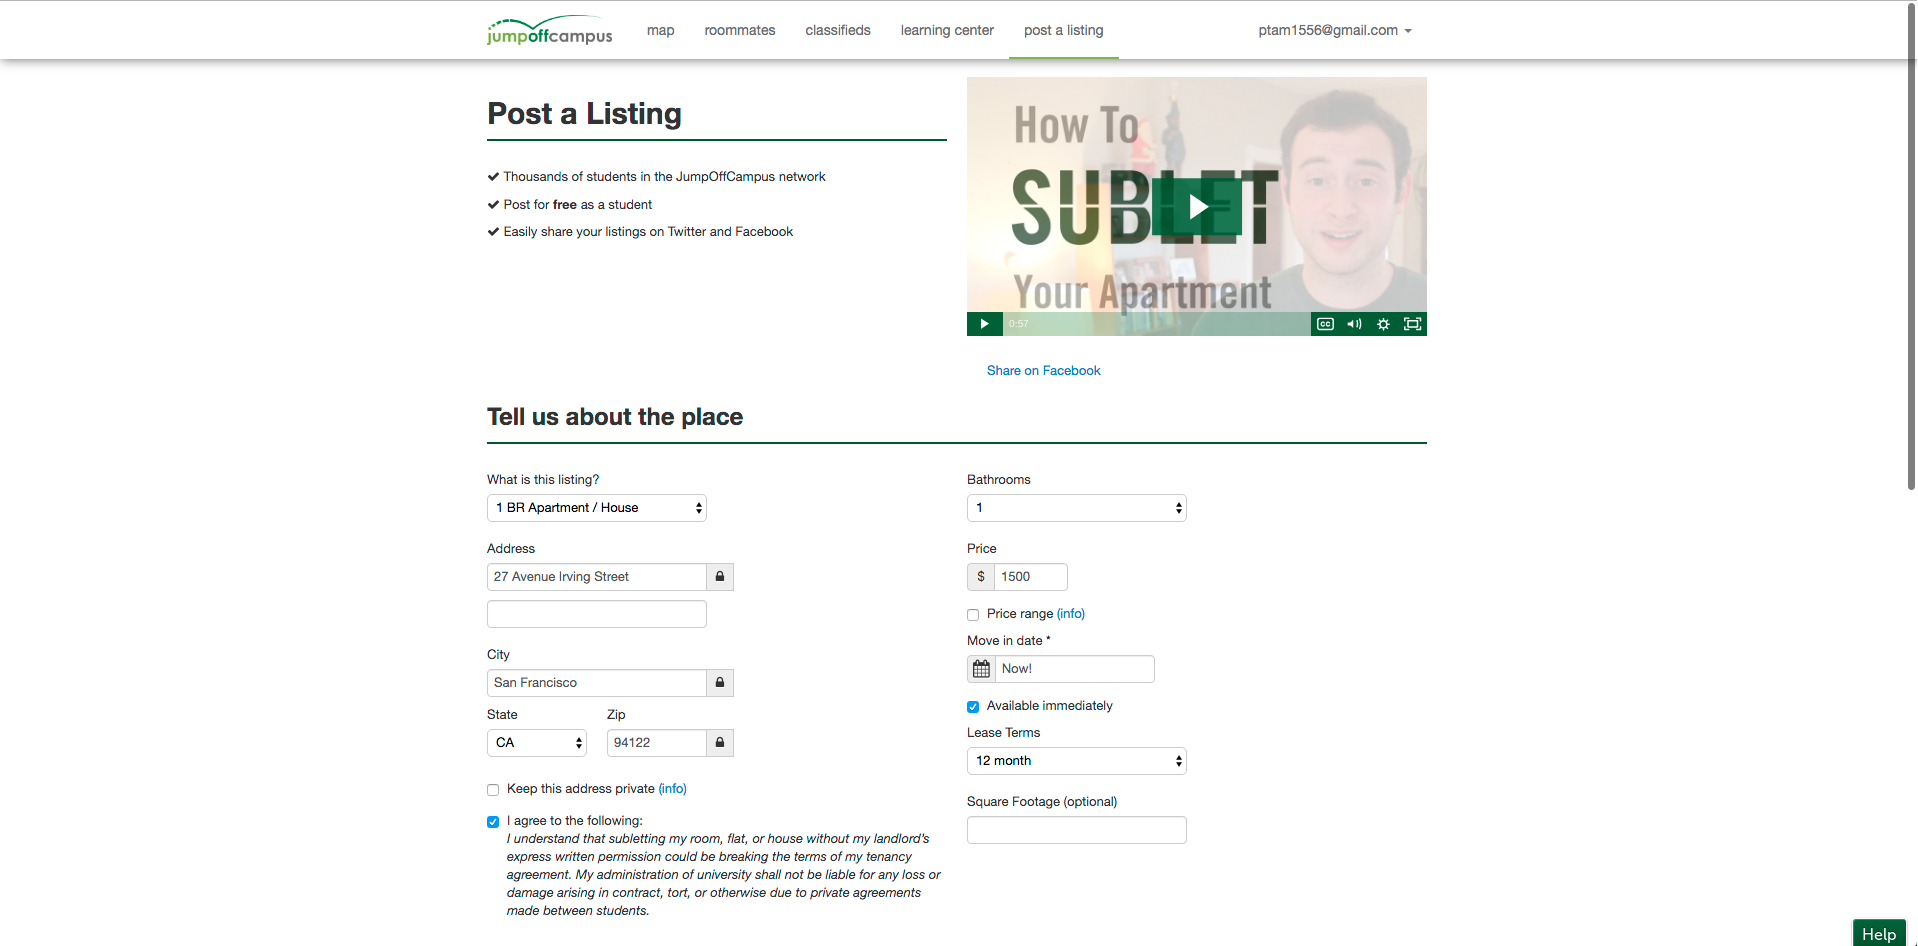 jumpoffcampus
map
roommates
classifieds
learning center
post a listing
ptam1556@gmail.com
Post a Listing
Thousands of students in the JumpOffCampus network
Post for free as a student
Easily share your listings on Twitter and Facebook
How To
SUBLET
Your Apartment
0:57
CC
Share on Facebook
Tell us about the place
What is this listing?
1 BR Apartment / House
Address
27 Avenue Irving Street
City
San Francisco
State
Zip
CA
94122
Keep this address private (info)
I agree to the following:
I understand that subletting my room, flat, or house without my landlord's
express written permission could be breaking the terms of my tenancy
agreement. My administration of university shall not be liable for any loss or
damage arising in contract, tort, or otherwise due to private agreements
made between students.
Bathrooms
1
Price
$ 1500
Price range (info)
Move in date *
Now!
Available immediately
Lease Terms
12 month
Square Footage (optional)
Help